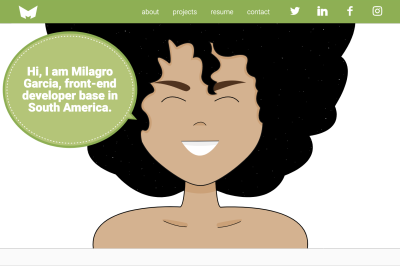 about projects resume contact
Hi, I am Milagro
Garcia, front-end
developer base in
South America.